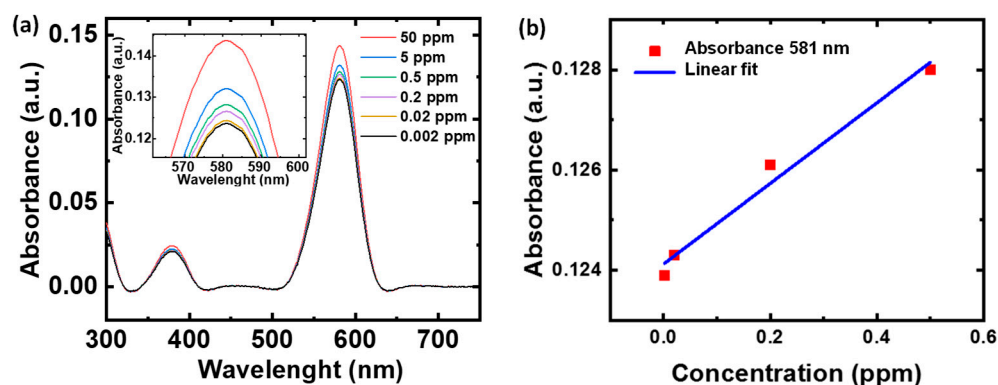 (a)
0.15
0.10
0.05
0.00
Absorbance (a.u.)
300 400 500 600 700
Wavelenght (nm)
0.14
0.13
0.12
Absorbance (a.u.)
570 580 590 600
Wavelenght (nm)
50 ppm
5 ppm
0.5 ppm
0.2 ppm
0.02 ppm
0.002 ppm
(b)
0.128
0.126
0.124
Absorbance (a.u.)
Absorbance 581 nm
Linear fit
0.0 0.2 0.4 0.6
Concentration (ppm)